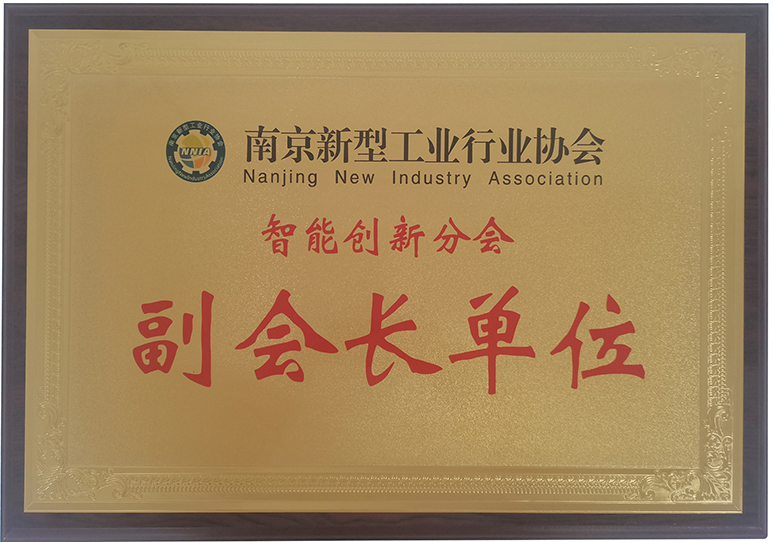 南京新型工业行业协会
NNIA
Nanjing New Industry Association
智能创新分会
副会长单位